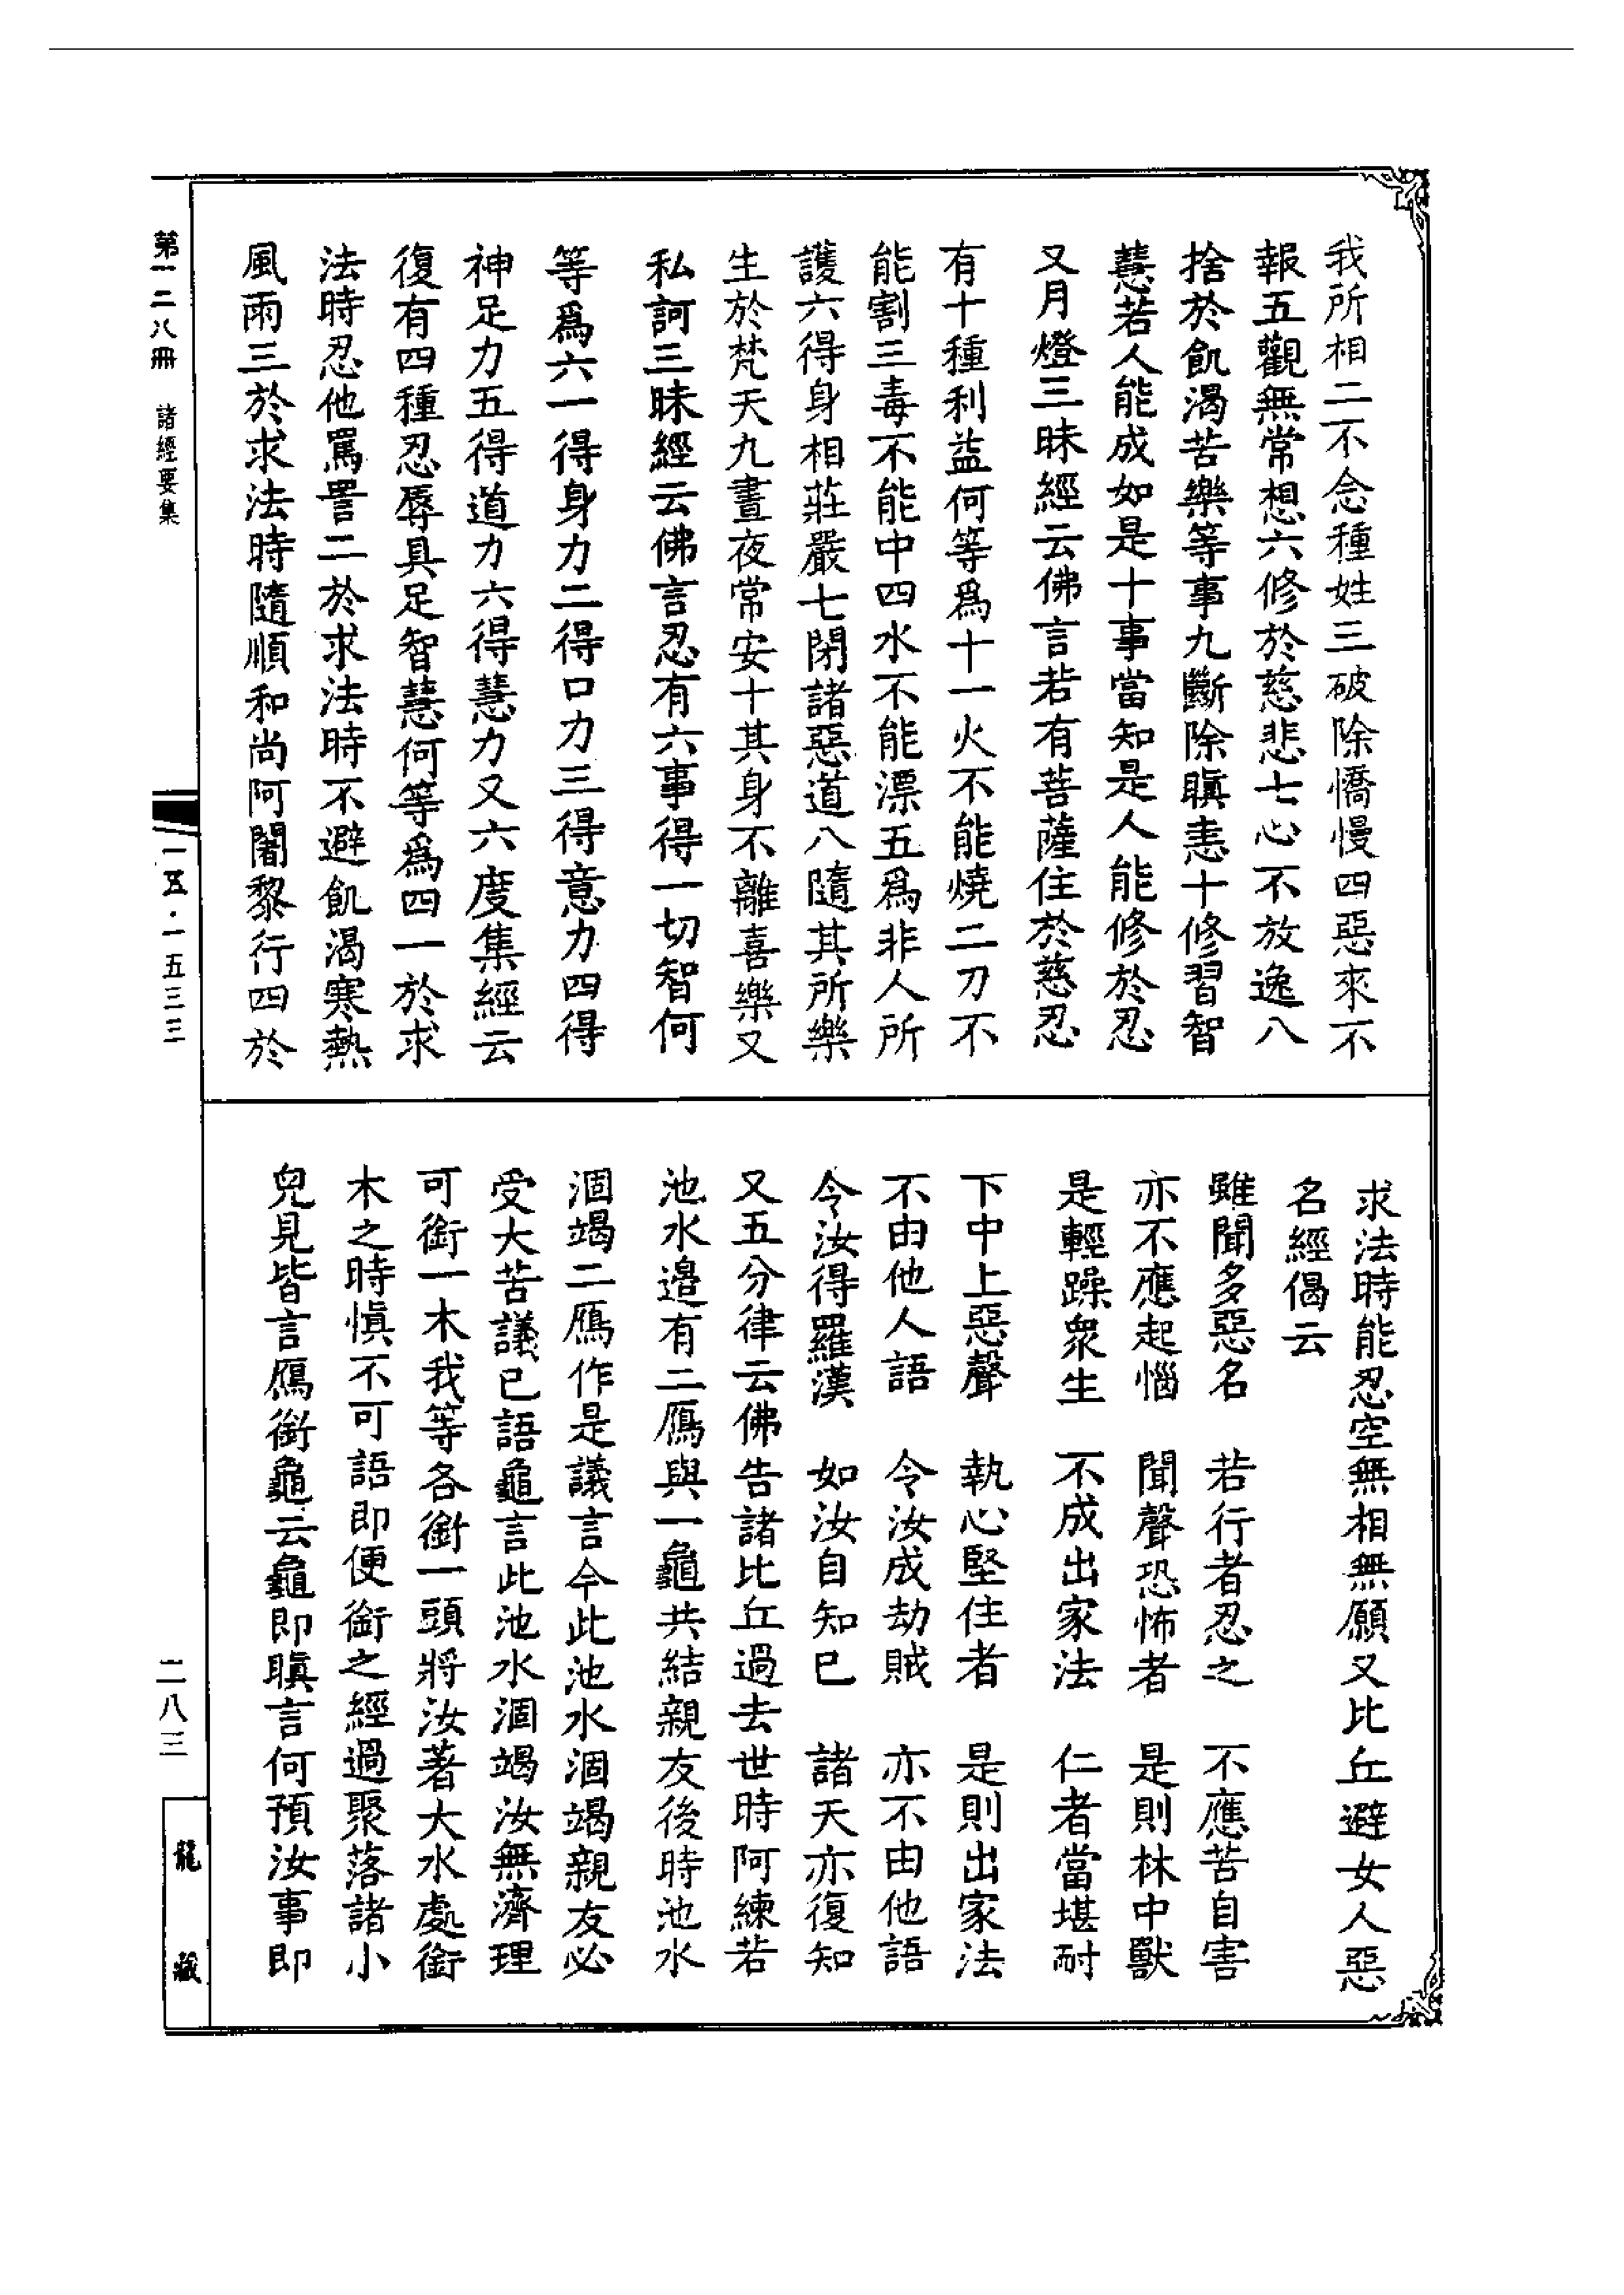 我所相二不念種姓三破除憍慢四惡來不
報五觀無常想六修於慈悲七心不放逸八
捨於飢渴苦樂等事九斷除瞋恚十修習智
慧若人能成如是十事當知是人能修於忍
又月燈三昧經云佛言若有菩薩住於慈忍
有十種利益何等爲十一火不能燒二刀不
能割三毒不能中四水不能漂五爲非人所
護六得身相莊嚴七閉諸惡道八隨其所樂
生於梵天九晝夜常安十其身不離喜樂又
私訶三昧經云佛言忍有六事得一切智何
等爲六一得身力二得口力三得意力四得
神足力五得道力六得慧力又六度集經云
復有四種忍辱具足智慧何等爲四一於求
法時忍他罵詈二於求法時不避飢渴寒熱
風雨三於求法時隨順和尚阿闍黎行四於
求法時能忍空無相無願又比丘避女人惡
名經偈云
雖聞多惡名　若行者忍之　不應苦自害
亦不應起惱　聞聲恐怖者　是則林中獸
是輕躁衆生　不成出家法　仁者當堪耐
下中上惡聲　執心堅住者　是則出家法
不由他人語　令汝成劫賊　亦不由他語
令汝得羅漢　如汝自知已　諸天亦復知
又五分律云佛告諸比丘過去世時阿練若
池水邊有二鴈與一龜共結親友後時池水
涸竭二鴈作是議言今此池水涸竭親友必
受大苦議已語龜言此池水涸竭汝無濟理
可銜一木我等各銜一頭將汝著大水處銜
木之時愼不可語即便銜之經過聚落諸小
兒見皆言鴈銜龜云龜即瞋言何預汝事即
第一二八冊　諸經要集
一五·一五三三
二八三
龍藏